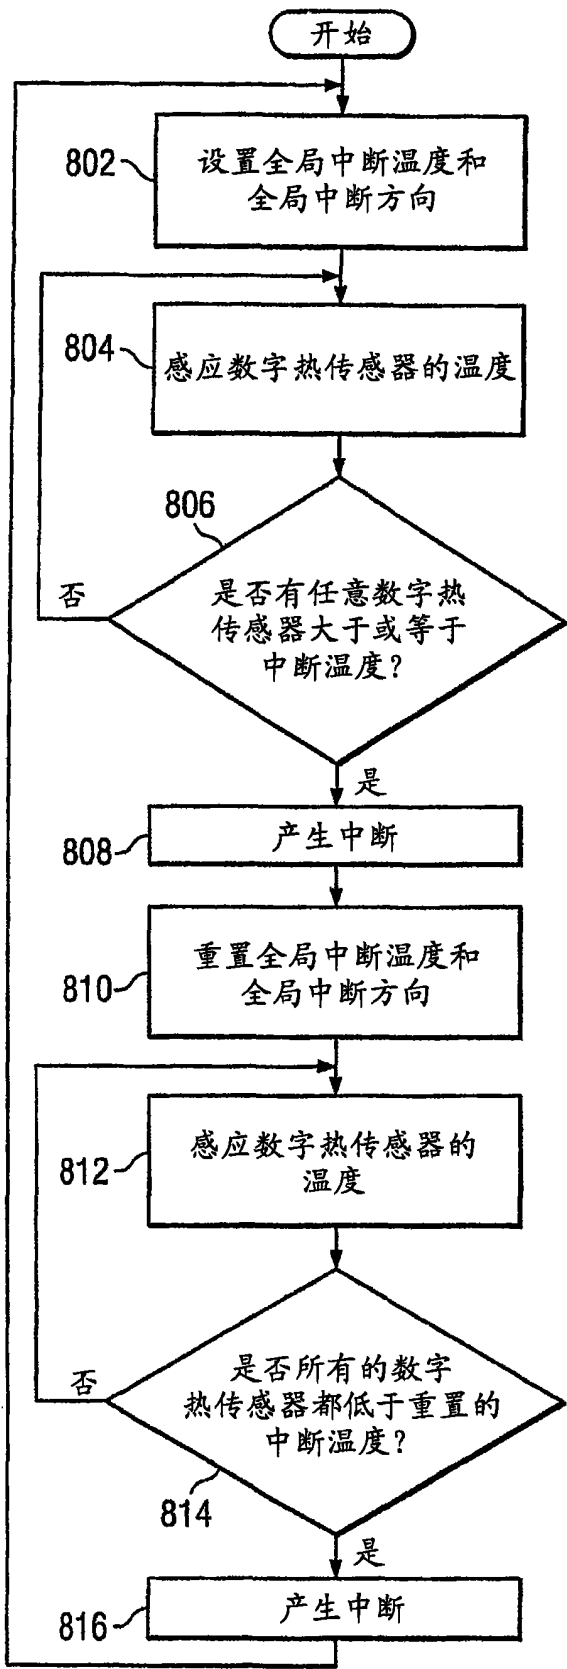 开始
802
设置全局中断温度和
全局中断方向
804
感应数字热传感器的温度
806
否
是否有任意数字热
传感器大于或等于
中断温度?
是
808
产生中断
810
重置全局中断温度和
全局中断方向
812
感应数字热传感器的
温度
否
是否所有的数字
热传感器都低于重置的
中断温度?
814
是
816
产生中断